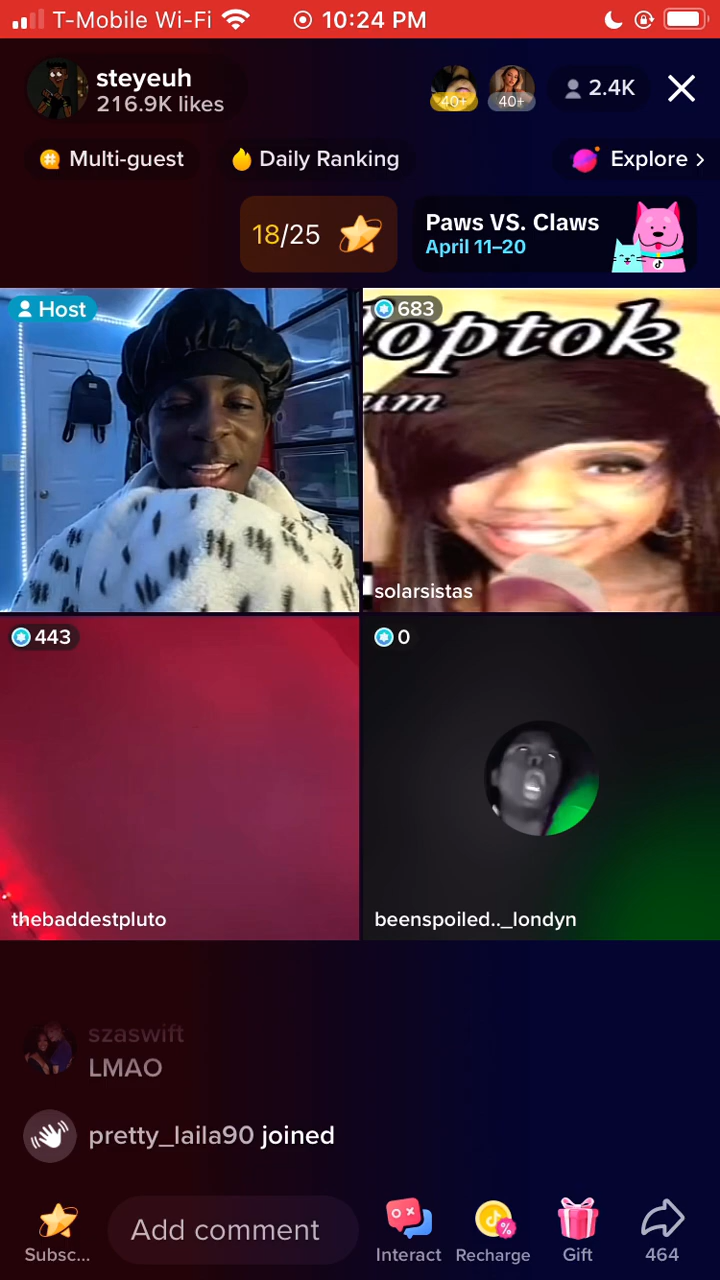 T-Mobile Wi-Fi 10:24 PM
steyeuh
216.9K likes
40+ 40+
2.4K
Multi-guest Daily Ranking Explore >
18/25
Paws VS. Claws
April 11–20
Host
683
optok
um
solarsistas
443
0
thebaddestpluto
beenspoiled.._londyn
szaswift
LMAO
pretty_laila90 joined
Subsc... Add comment Interact Recharge Gift 464